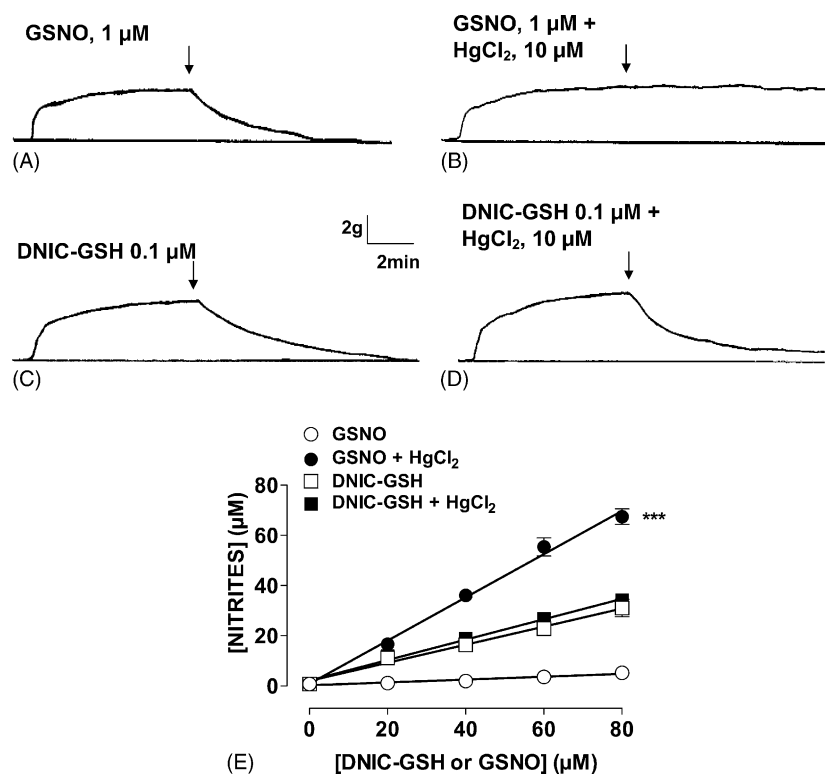 GSNO, 1 µM
(A)
GSNO, 1 µM +
HgCl2, 10 µM
(B)
DNIC-GSH 0.1 µM
(C)
2g
2min
DNIC-GSH 0.1 µM +
HgCl2, 10 µM
(D)
GSNO
GSNO + HgCl2
DNIC-GSH
DNIC-GSH + HgCl2
[NITRITES] (µM)
80
60
40
20
0
***
0 20 40 60 80
[DNIC-GSH or GSNO] (µM)
(E)